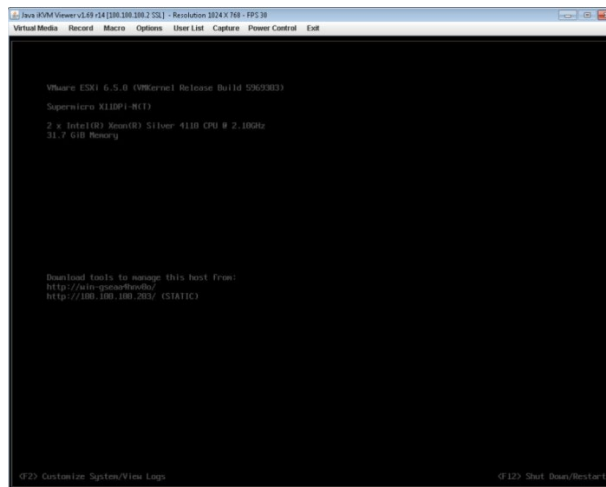 Java iKVM Viewer v1.69 r14 [100.100.100.2 SSL] - Resolution 1024 X 768 - FPS 30
Virtual Media Record Macro Options User List Capture Power Control Exit
VMware ESXi 6.5.0 (VMKernel Release Build 5969303)
Supermicro X11DPi-N(T)
2 x Intel(R) Xeon(R) Silver 4110 CPU @ 2.10GHz
31.7 GiB Memory
Download tools to manage this host from:
http://100.100.100.203/ (STATIC)
<F2> Customize System/View Logs
<F12> Shut Down/Restart